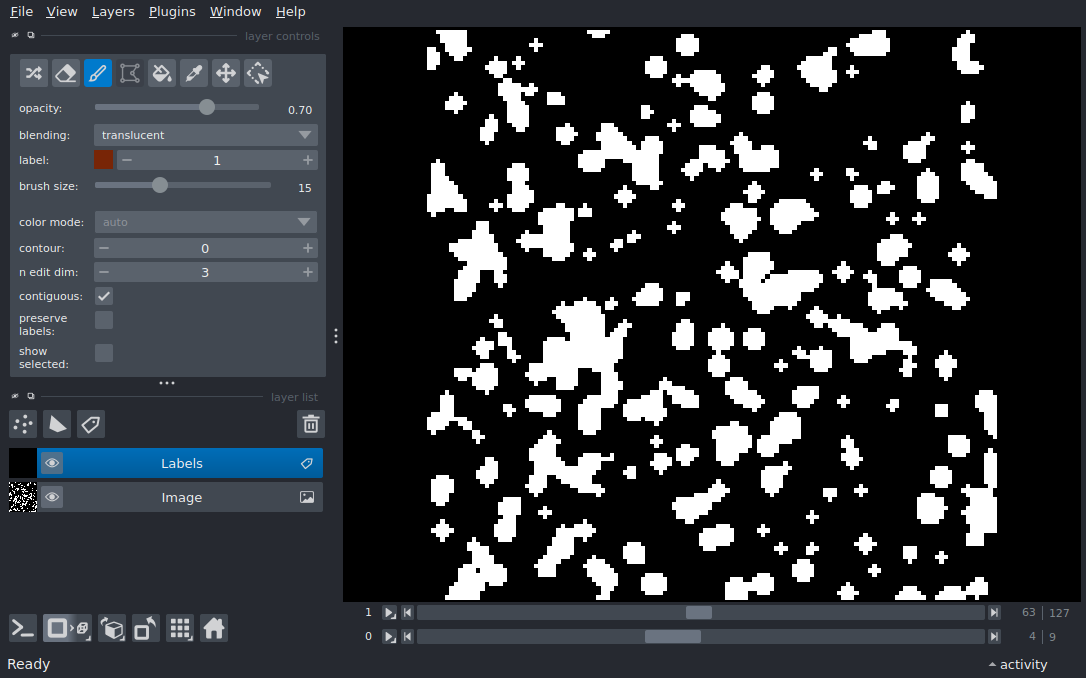 File View Layers Plugins Window Help
layer controls
opacity: 0.70
blending: translucent
label: 1
brush size: 15
color mode: auto
contour: 0
n edit dim: 3
contiguous:
preserve
labels:
show
selected:
layer list
Labels
Image
1 63 127
0 4 9
Ready
activity